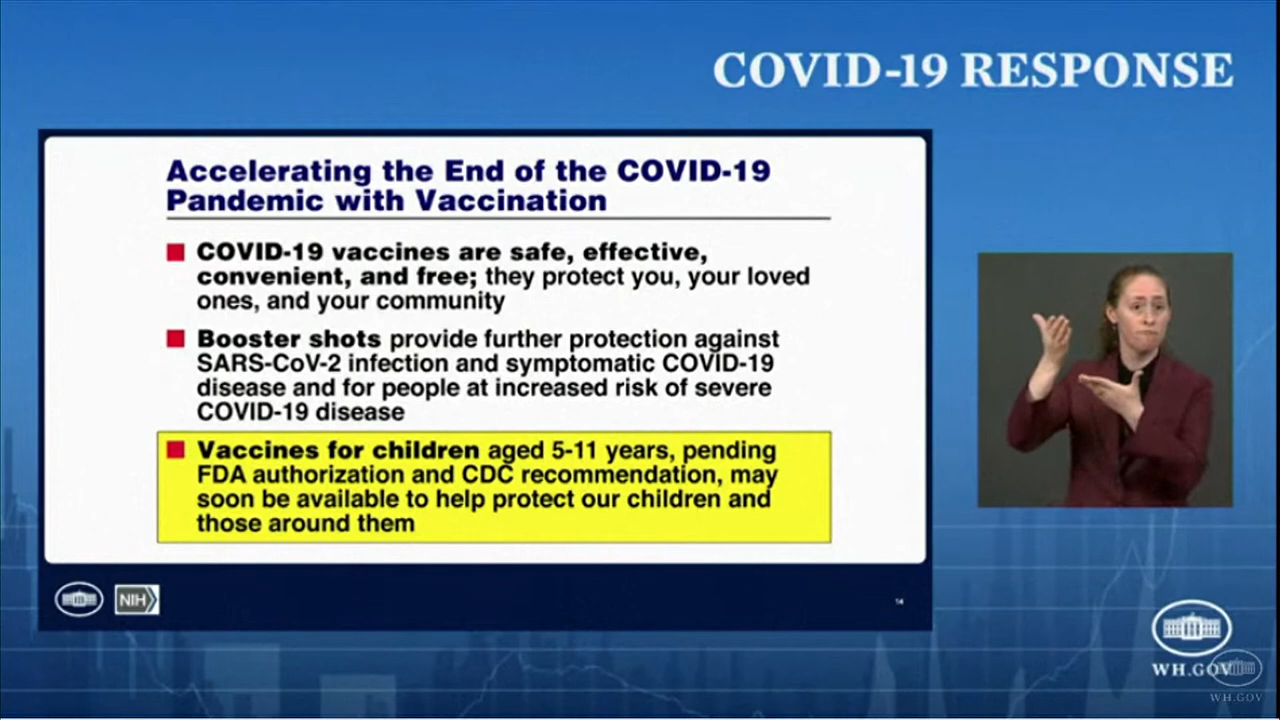 COVID-19 RESPONSE
Accelerating the End of the COVID-19
Pandemic with Vaccination
COVID-19 vaccines are safe, effective,
convenient, and free; they protect you, your loved
ones, and your community
Booster shots provide further protection against
SARS-CoV-2 infection and symptomatic COVID-19
disease and for people at increased risk of severe
COVID-19 disease
Vaccines for children aged 5-11 years, pending
FDA authorization and CDC recommendation, may
soon be available to help protect our children and
those around them
NIH
14
WH.GOV
WH.GOV